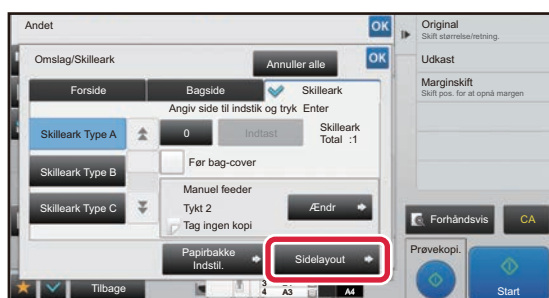 Andet
OK
Omslag/Skilleark
Annuller alle
OK
Forside
Bagside
Skilleark
Angiv side til indstik og tryk Enter
Skilleark Type A
0
Indtast
Skilleark
Total :1
Før bag-cover
Skilleark Type B
Manuel feeder
Tykt 2
Tag ingen kopi
Ændr
Skilleark Type C
Papirbakke
Indstil.
Sidelayout
Tilbage
4
A3
A4
Original
Skift størrelse/retning.
Udkast
Marginskift
Skift pos. for at opnå margen
Forhåndsvis
CA
Prøvekopi.
Start